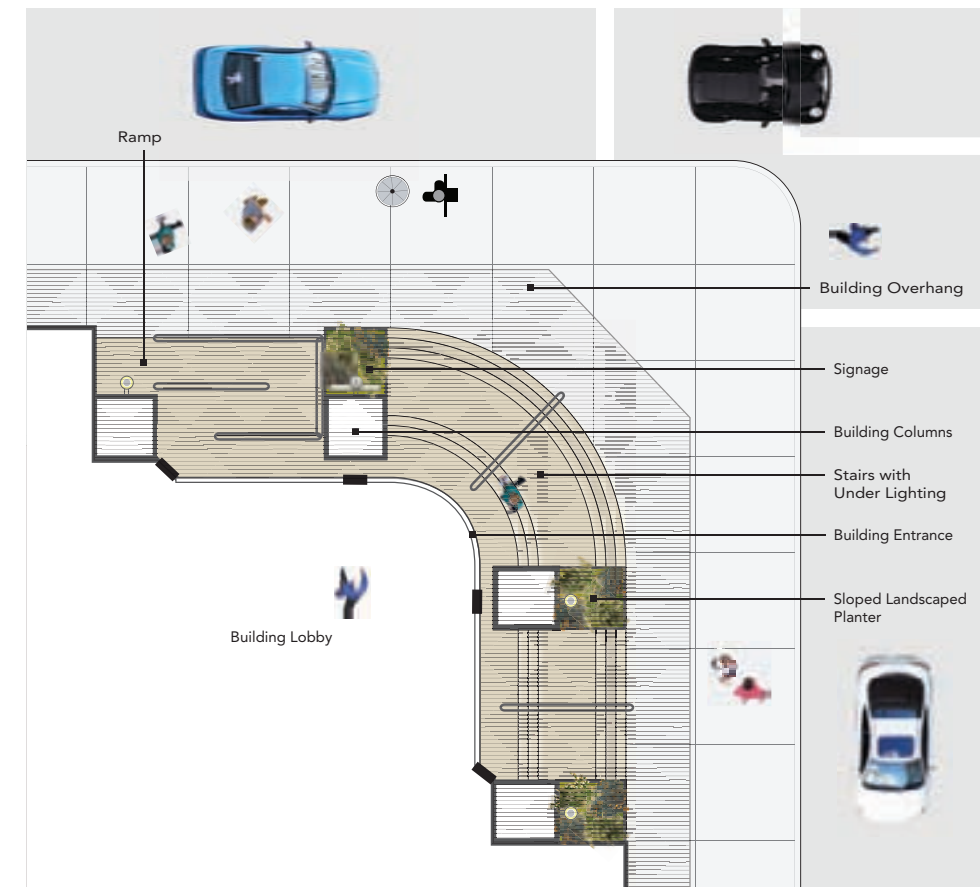 Ramp
Building Overhang
Signage
Building Columns
Stairs with
Under Lighting
Building Entrance
Sloped Landscaped
Planter
Building Lobby